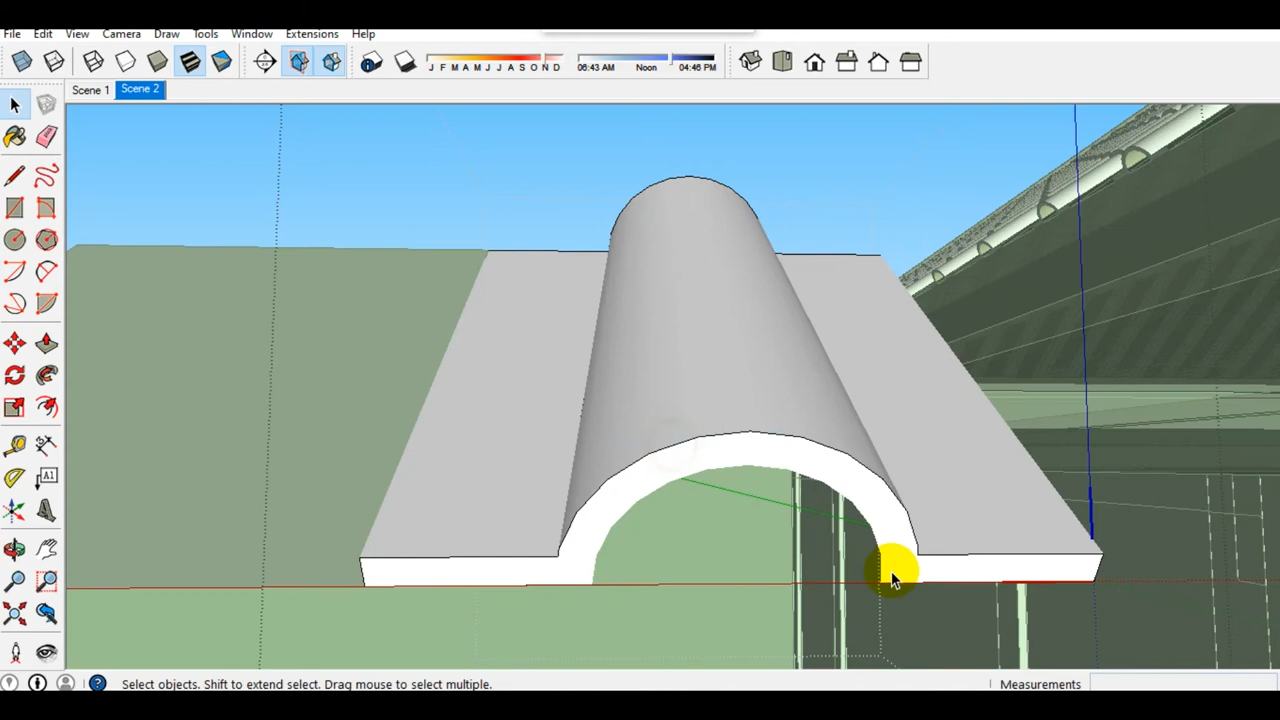 File Edit View Camera Draw Tools Window Extensions Help
J F M A M J J A S O N D 06:43 AM Noon 04:46 PM
Scene 1 Scene 2
A1
Select objects. Shift to extend select. Drag mouse to select multiple. Measurements